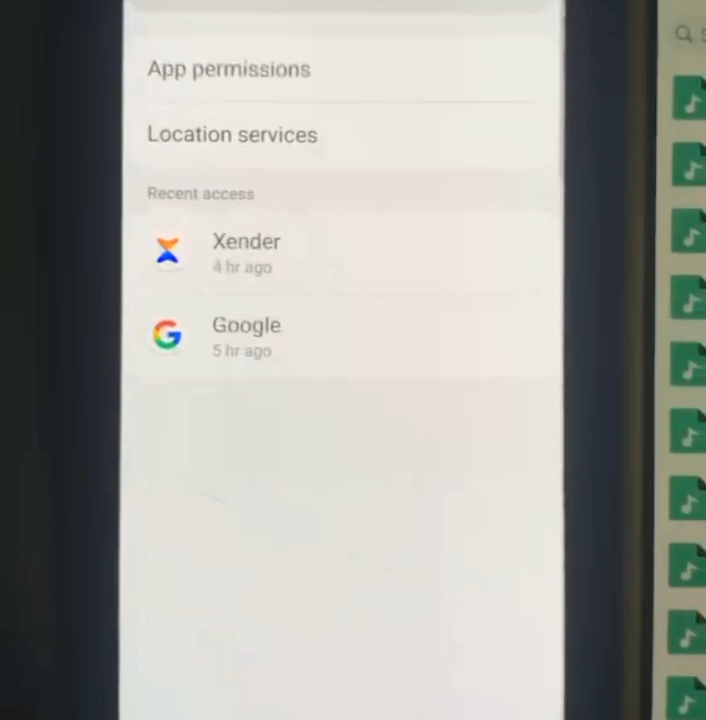 App permissions
Location services
Recent access
Xender
4 hr ago
Google
5 hr ago